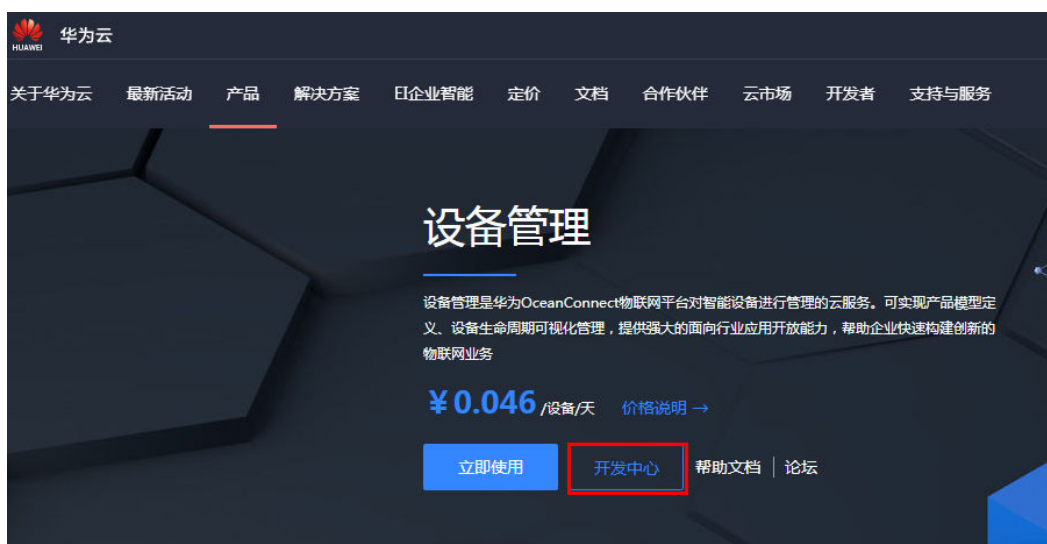 HUAWEI 华为云
关于华为云 最新活动 产品 解决方案 EI企业智能 定价 文档 合作伙伴 云市场 开发者 支持与服务
设备管理
设备管理是华为OceanConnect物联网平台对智能设备进行管理的云服务。可实现产品模型定
义、设备生命周期可视化管理，提供强大的面向行业应用开放能力，帮助企业快速构建创新的
物联网业务
¥0.046 /设备/天 价格说明 →
立即使用 开发中心 帮助文档 | 论坛